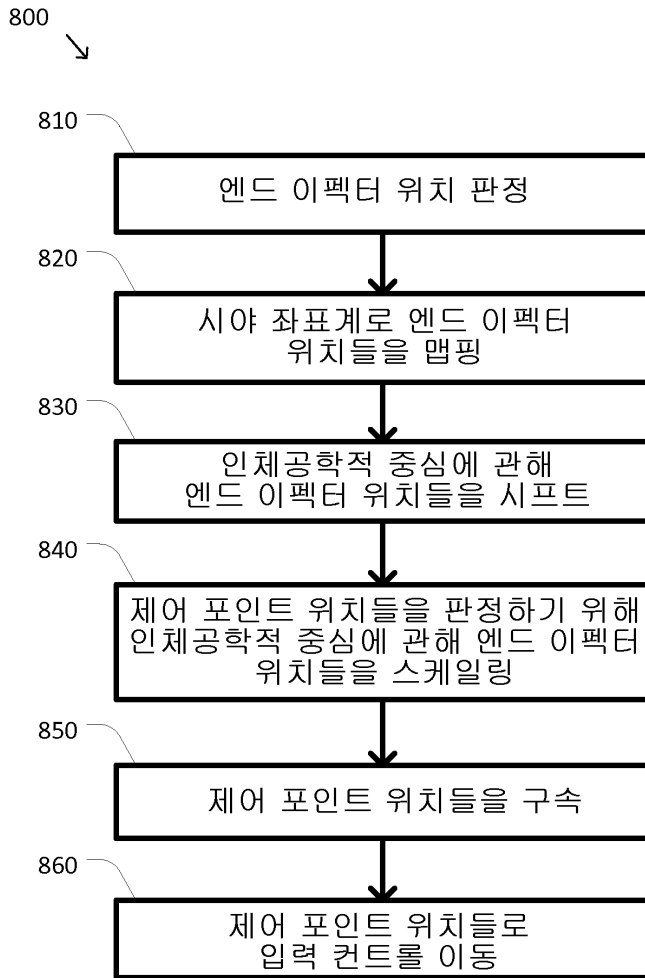 800
810
엔드 이펙터 위치 판정
820
시야 좌표계로 엔드 이펙터
위치들을 맵핑
830
인체공학적 중심에 관해
엔드 이펙터 위치들을 시프트
840
제어 포인트 위치들을 판정하기 위해
인체공학적 중심에 관해 엔드 이펙터
위치들을 스케일링
850
제어 포인트 위치들을 구속
860
제어 포인트 위치들로
입력 컨트롤 이동